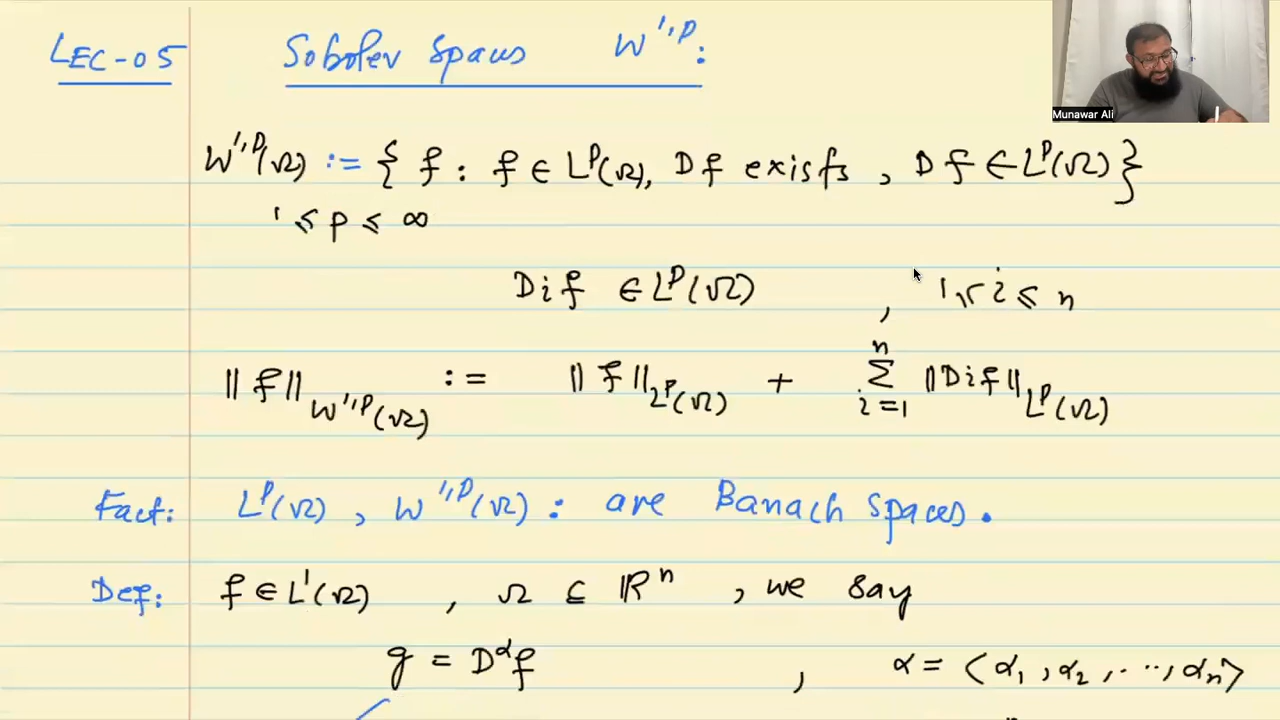 LEC-05 Sobolev Spaces W^{1,p}:
Munawar Ali
W^{1,p}(Ω) := { f : f ∈ L^p(Ω), Df exists, Df ∈ L^p(Ω) }
1 ≤ p ≤ ∞
D_i f ∈ L^p(Ω) , 1 ≤ i ≤ n
‖f‖_{W^{1,p}(Ω)} := ‖f‖_{L^p(Ω)} + Σ_{i=1}^{n} ‖D_i f‖_{L^p(Ω)}
Fact: L^p(Ω), W^{1,p}(Ω) : are Banach spaces.
Def: f ∈ L^1(Ω) , Ω ⊆ ℝ^n , we say
g = D^α f , α = (α_1, α_2, ..., α_n)